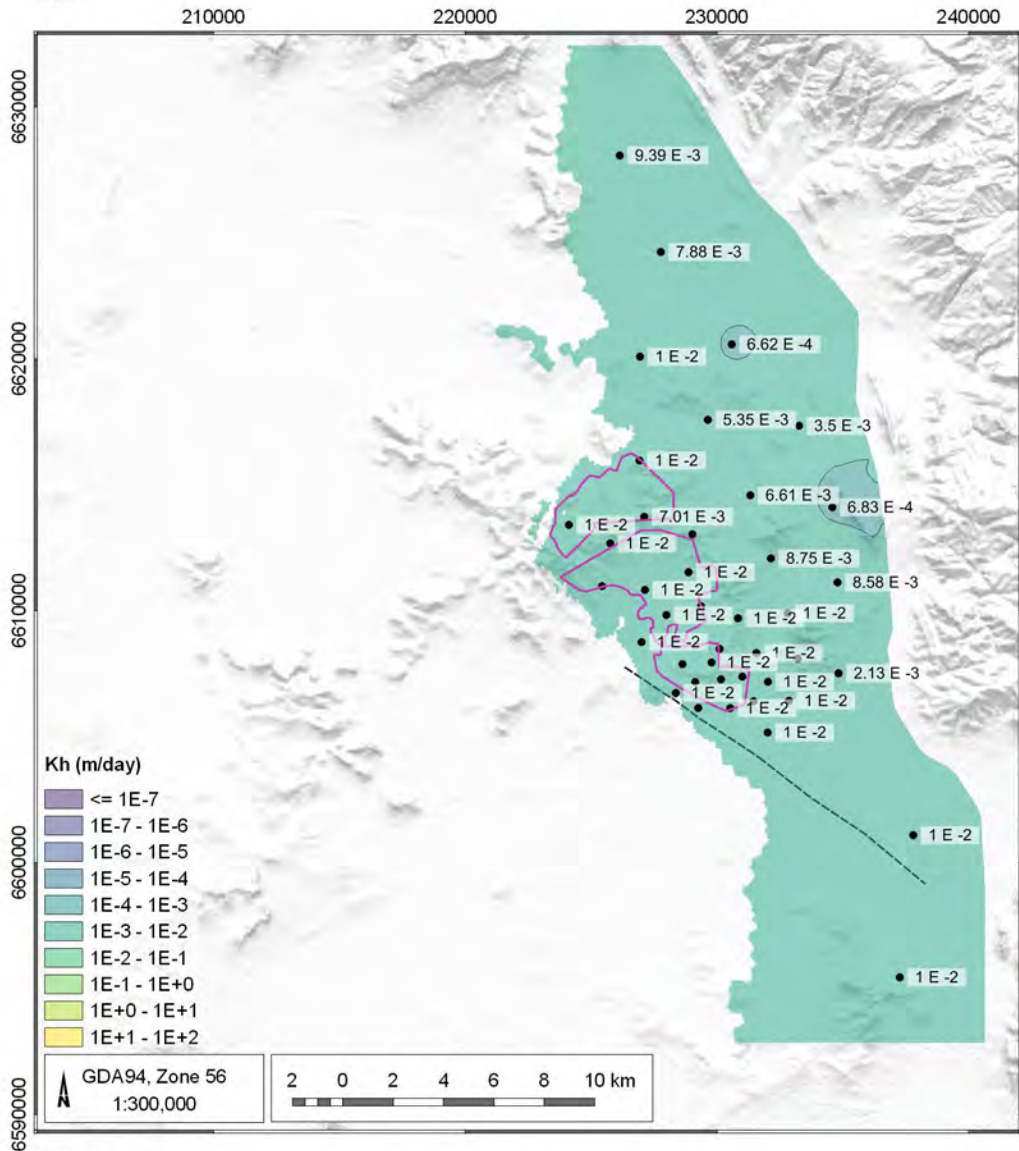 210000
220000
230000
240000
6630000
6620000
6610000
6600000
6590000
9.39 E -3
7.88 E -3
6.62 E -4
1 E -2
5.35 E -3
3.5 E -3
1 E -2
6.61 E -3
6.83 E -4
7.01 E -3
1 E -2
1 E -2
8.75 E -3
1 E -2
8.58 E -3
1 E -2
1 E -2
1 E -2
1 E -2
1 E -2
1 E -2
2.13 E -3
1 E -2
1 E -2
1 E -2
1 E -2
1 E -2
1 E -2
1 E -2
Kh (m/day)
<= 1E-7
1E-7 - 1E-6
1E-6 - 1E-5
1E-5 - 1E-4
1E-4 - 1E-3
1E-3 - 1E-2
1E-2 - 1E-1
1E-1 - 1E+0
1E+0 - 1E+1
1E+1 - 1E+2
N
GDA94, Zone 56
1:300,000
2 0 2 4 6 8 10 km